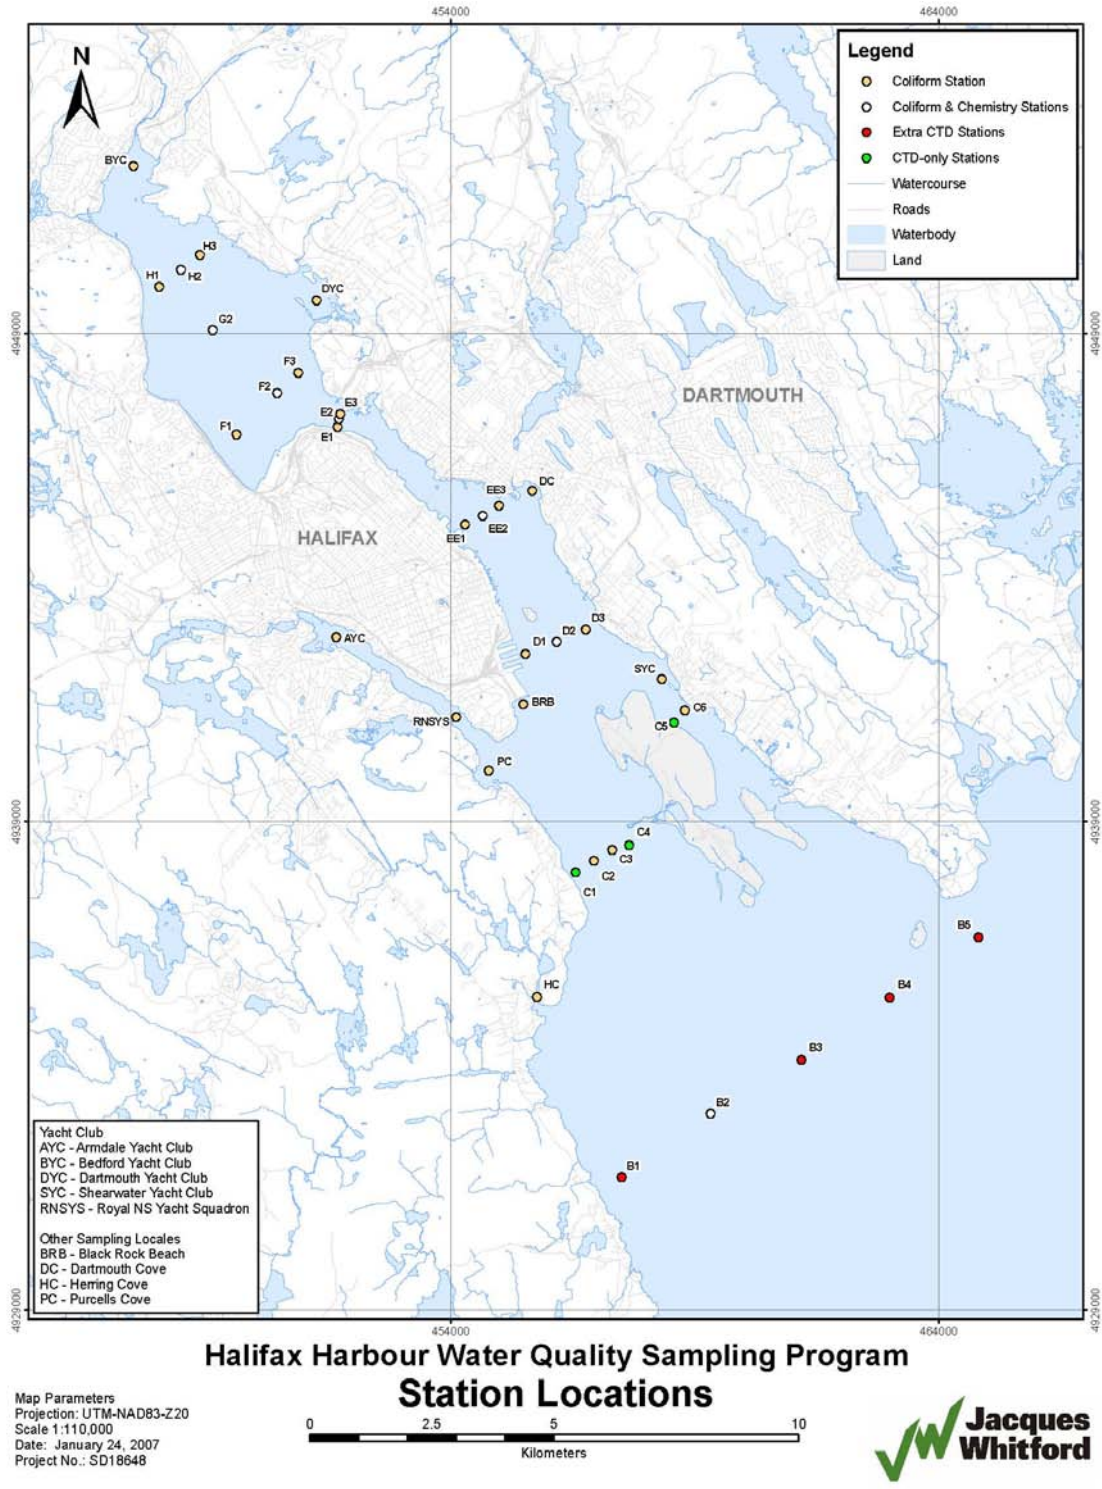 454000
464000
N
Legend
Coliform Station
Coliform & Chemistry Stations
Extra CTD Stations
CTD-only Stations
Watercourse
Roads
Waterbody
Land
BYC
H3
H2
H1
DYC
G2
4949000
4949000
F3
F2
DARTMOUTH
E3
E2
F1
E1
DC
EE3
EE2
EE1
HALIFAX
D3
D2
D1
AYC
SYC
BRB
C6
RNSYS
C5
PC
4939000
4939000
C4
C3
C2
C1
B5
HC
B4
B3
B2
B1
Yacht Club
AYC - Armdale Yacht Club
BYC - Bedford Yacht Club
DYC - Dartmouth Yacht Club
SYC - Shearwater Yacht Club
RNSYS - Royal NS Yacht Squadron
Other Sampling Locales
BRB - Black Rock Beach
DC - Dartmouth Cove
HC - Herring Cove
PC - Purcells Cove
4929000
4929000
454000
464000
Halifax Harbour Water Quality Sampling Program
Station Locations
Map Parameters
Projection: UTM-NAD83-Z20
Scale 1:110,000
Date: January 24, 2007
Project No.: SD18648
0 2.5 5 10
Kilometers
JW Jacques
Whitford